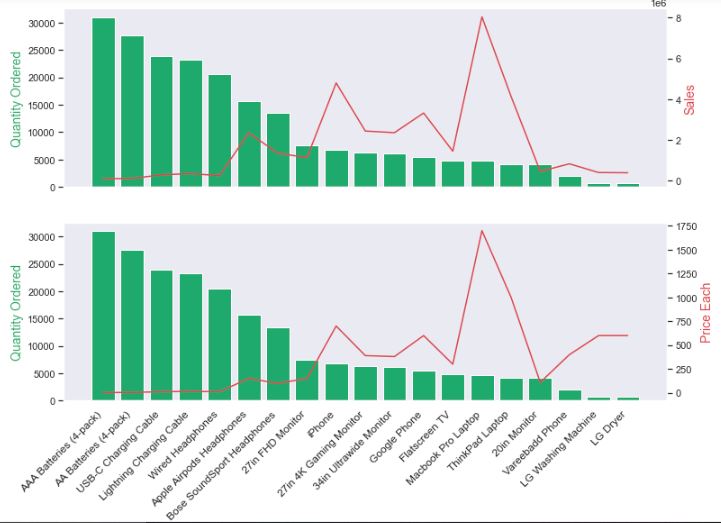 1e6
30000
25000
20000
15000
10000
5000
0
Quantity Ordered
8
6
4
2
0
Sales
30000
25000
20000
15000
10000
5000
0
Quantity Ordered
1750
1500
1250
1000
750
500
250
0
Price Each
AAA Batteries (4-pack)
AA Batteries (4-pack)
USB-C Charging Cable
Lightning Charging Cable
Wired Headphones
Apple Airpods Headphones
Bose SoundSport Headphones
27in FHD Monitor
iPhone
27in 4K Gaming Monitor
34in Ultrawide Monitor
Google Phone
Flatscreen TV
Macbook Pro Laptop
ThinkPad Laptop
20in Monitor
Vareebadd Phone
LG Washing Machine
LG Dryer